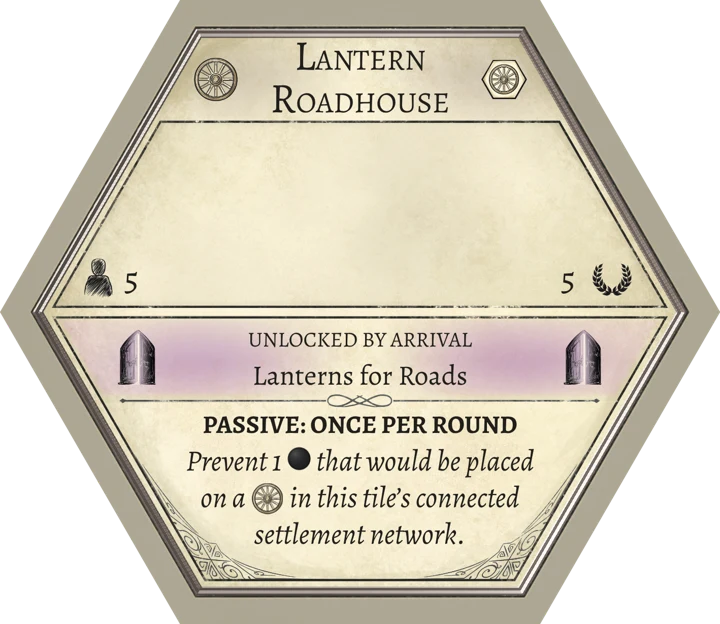 Lantern
Roadhouse
5
5
UNLOCKED BY ARRIVAL
Lanterns for Roads
PASSIVE: ONCE PER ROUND
Prevent 1 that would be placed
on a in this tile's connected
settlement network.